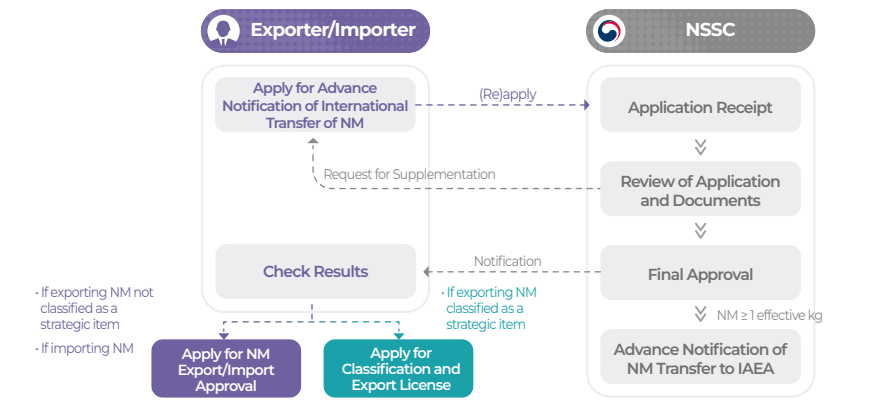 Exporter/Importer
NSSC
Apply for Advance
Notification of International
Transfer of NM
(Re)apply
Application Receipt
Request for Supplementation
Review of Application
and Documents
Check Results
Notification
Final Approval
• If exporting NM not
classified as a
strategic item
• If importing NM
• If exporting NM
classified as a
strategic item
NM ≥ 1 effective kg
Apply for NM
Export/Import
Approval
Apply for
Classification and
Export License
Advance Notification of
NM Transfer to IAEA